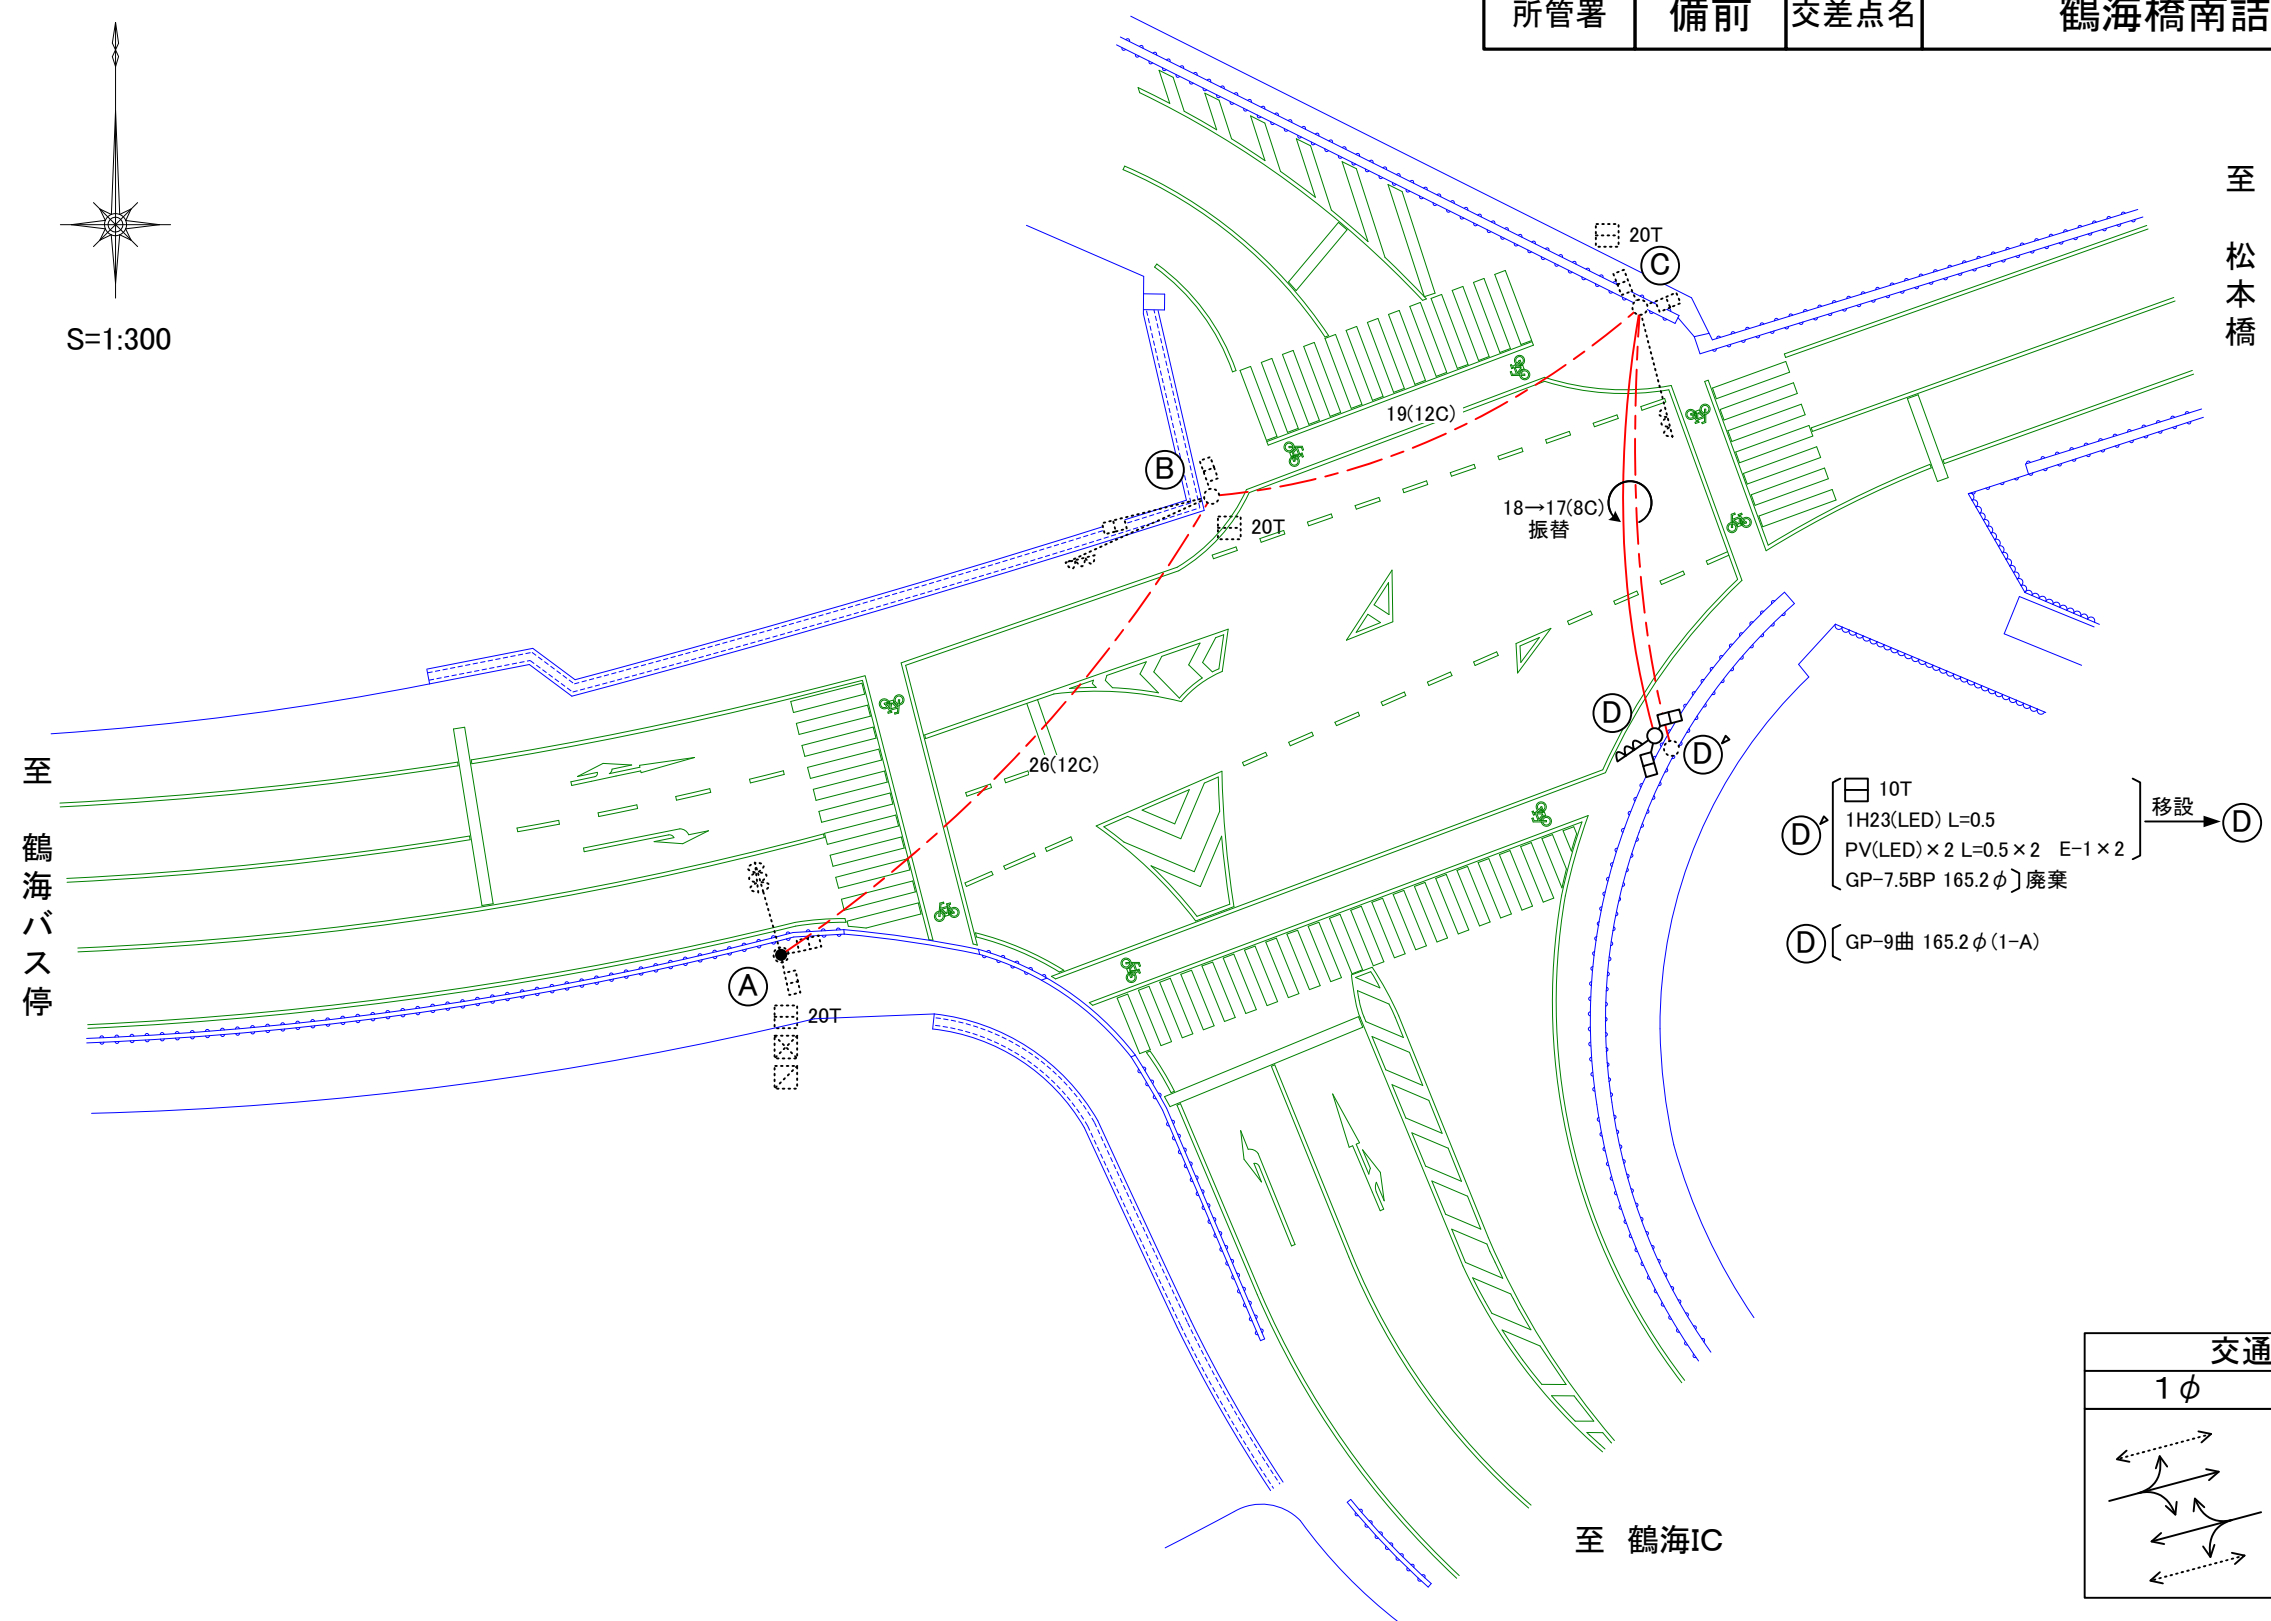 所管署 備前 交差点名 鶴海橋南詰
S=1:300
至 松本橋
20T
C
19(12C)
B
20T
18→17(8C)
振替
D
D'
26(12C)
至 鶴海バス停
A
20T
D' 10T
1H23(LED) L=0.5
PV(LED)×2 L=0.5×2 E-1×2
GP-7.5BP 165.2φ 廃棄
移設 D
D GP-9曲 165.2φ(1-A)
至 鶴海IC
交通
1φ